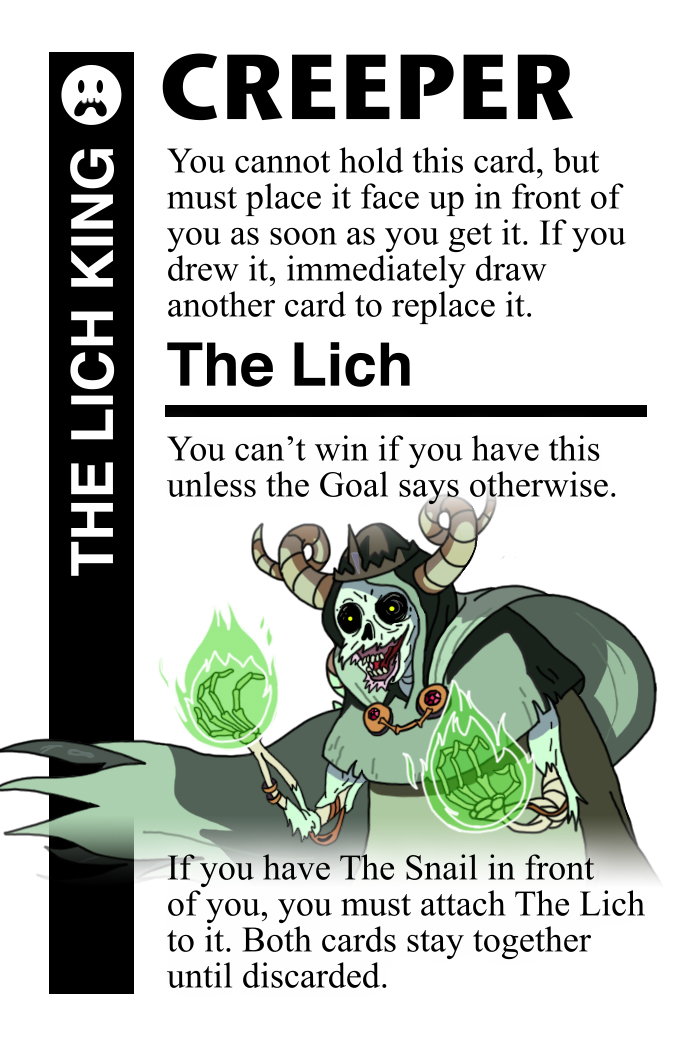 THE LICH KING
CREEPER
You cannot hold this card, but
must place it face up in front of
you as soon as you get it. If you
drew it, immediately draw
another card to replace it.
The Lich
You can’t win if you have this
unless the Goal says otherwise.
If you have The Snail in front
of you, you must attach The Lich
to it. Both cards stay together
until discarded.